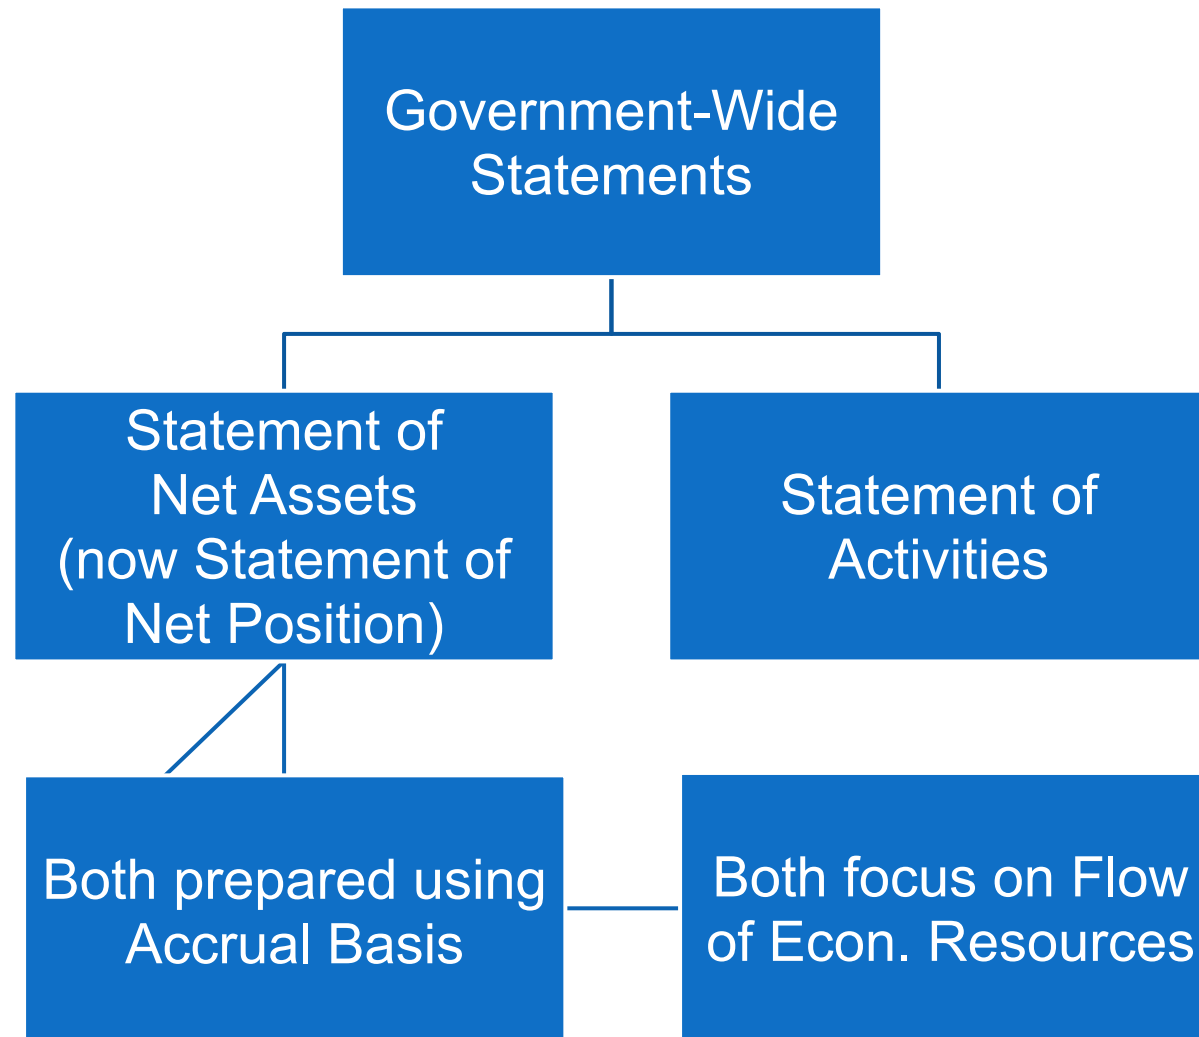 Government-Wide
Statements
Statement of
Net Assets
(now Statement of
Net Position)
Statement of
Activities
Both prepared using
Accrual Basis
Both focus on Flow
of Econ. Resources